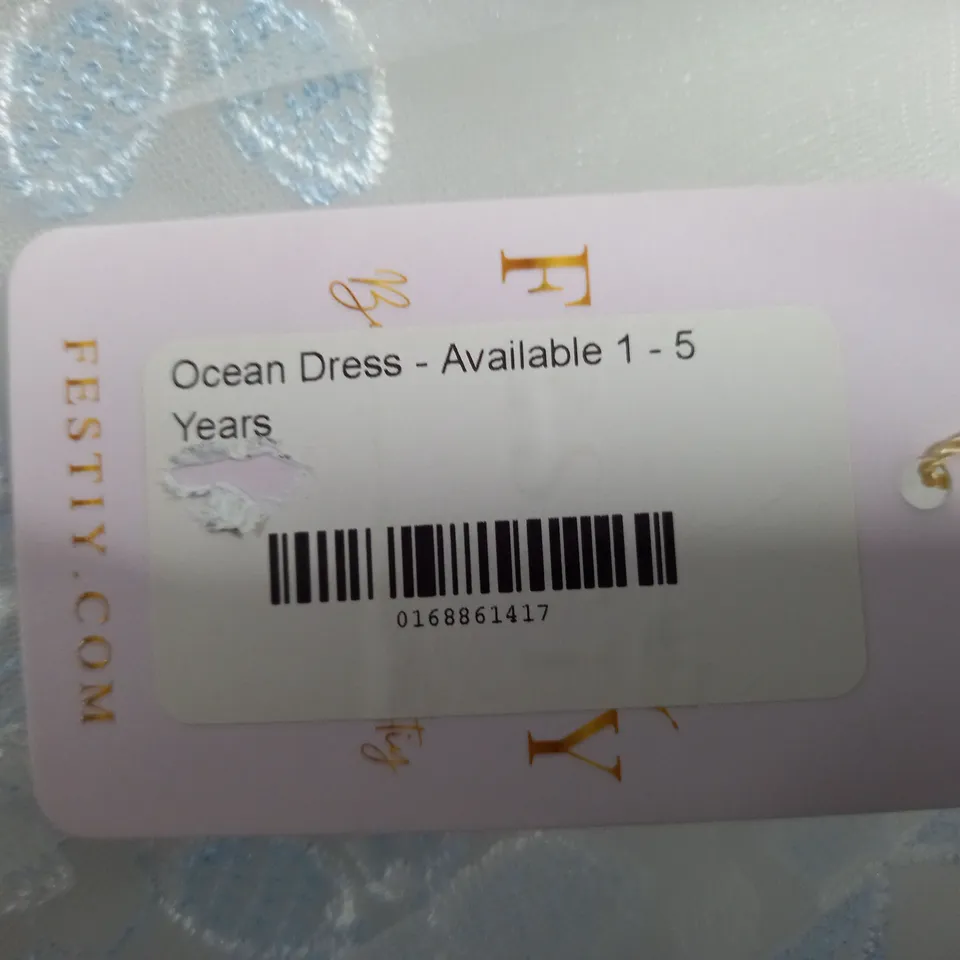 Ocean Dress - Available 1 - 5
Years
0168861417
FESTIY.COM
F
Y